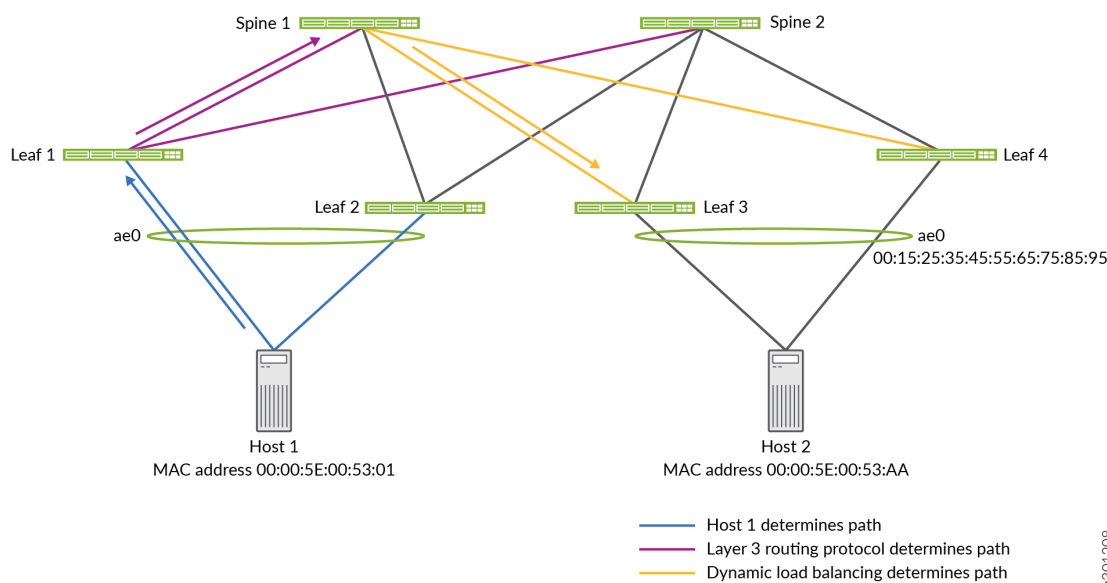 Spine 1
Spine 2
Leaf 1
Leaf 4
Leaf 2
Leaf 3
ae0
ae0
00:15:25:35:45:55:65:75:85:95
Host 1
MAC address 00:00:5E:00:53:01
Host 2
MAC address 00:00:5E:00:53:AA
Host 1 determines path
Layer 3 routing protocol determines path
Dynamic load balancing determines path